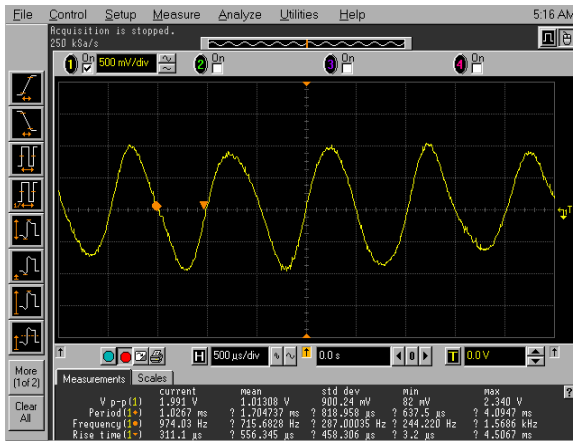 File Control Setup Measure Analyze Utilities Help 5:16 AM
Acquisition is stopped.
250 kSa/s
1 On 500 mV/div 2 On 3 On 4 On
T
More
(1of 2)
Clear
All
H 500 µs/div 0.0 s 0 T 0.0 V
Measurements Scales
current mean std dev min max
V p-p(1) 1.991 V 1.01308 V 900.24 mV 82 mV 2.340 V
Period(1) 1.0267 ms ? 1.704737 ms ? 818.958 µs ? 637.5 µs ? 4.0947 ms
Frequency(1) 974.03 Hz ? 715.6828 Hz ? 287.00035 Hz ? 244.220 Hz ? 1.5686 kHz
Rise time(1) 311.1 µs ? 556.345 µs ? 458.306 µs ? 3.2 µs ? 4.5067 ms
?